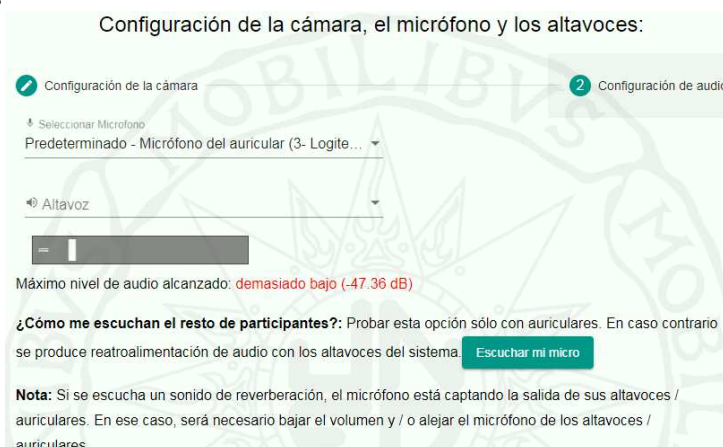 Configuración de la cámara, el micrófono y los altavoces:
Configuración de la cámara
2 Configuración de audio
Seleccionar Microfono
Predeterminado - Micrófono del auricular (3- Logite...
Altavoz
Máximo nivel de audio alcanzado: demasiado bajo (-47.36 dB)
¿Cómo me escuchan el resto de participantes?: Probar esta opción sólo con auriculares. En caso contrario
se produce reatroalimentación de audio con los altavoces del sistema. Escuchar mi micro
Nota: Si se escucha un sonido de reverberación, el micrófono está captando la salida de sus altavoces /
auriculares. En ese caso, será necesario bajar el volumen y / o alejar el micrófono de los altavoces /
auriculares